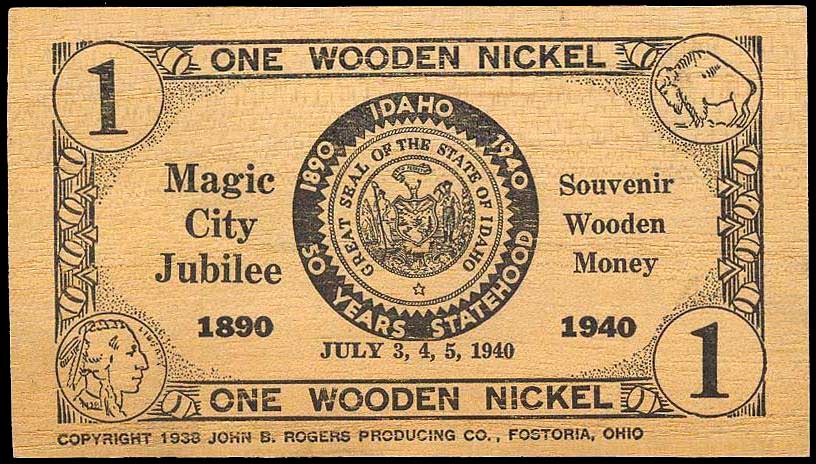 ONE WOODEN NICKEL
1
IDAHO
1890
1940
50 YEARS STATEHOOD
GREAT SEAL OF THE STATE OF IDAHO
Magic
City
Jubilee
1890
Souvenir
Wooden
Money
1940
JULY 3, 4, 5, 1940
LIBERTY
1
ONE WOODEN NICKEL
COPYRIGHT 1938 JOHN B. ROGERS PRODUCING CO., FOSTORIA, OHIO